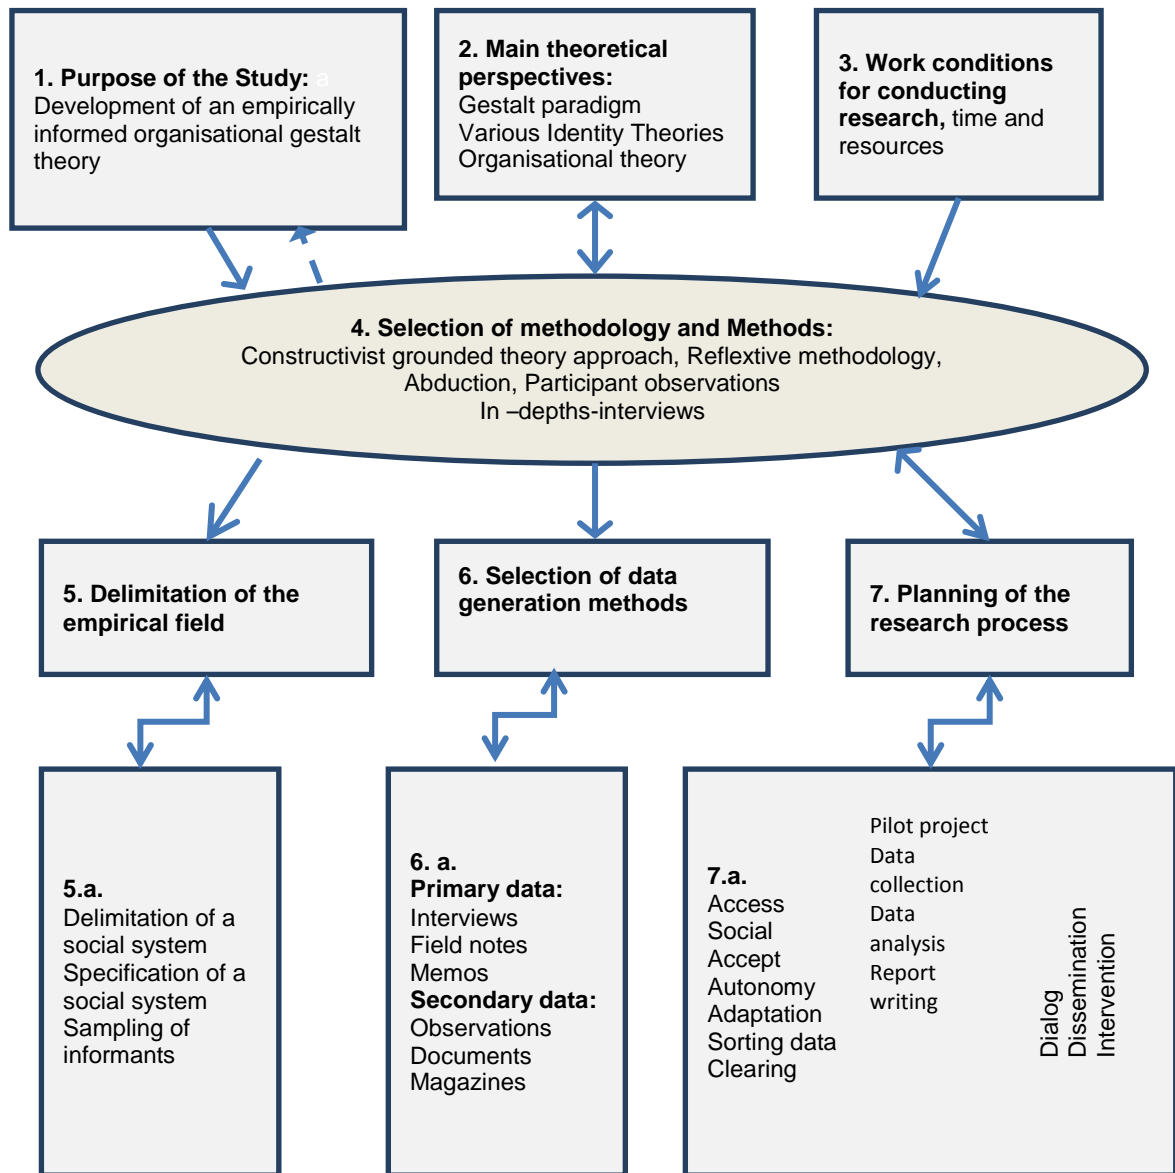 1. Purpose of the Study: a
Development of an empirically
informed organisational gestalt
theory
2. Main theoretical
perspectives:
Gestalt paradigm
Various Identity Theories
Organisational theory
3. Work conditions
for conducting
research, time and
resources
4. Selection of methodology and Methods:
Constructivist grounded theory approach, Reflextive methodology,
Abduction, Participant observations
In –depths-interviews
5. Delimitation of the
empirical field
6. Selection of data
generation methods
7. Planning of the
research process
5.a.
Delimitation of a
social system
Specification of a
social system
Sampling of
informants
6. a.
Primary data:
Interviews
Field notes
Memos
Secondary data:
Observations
Documents
Magazines
7.a.
Access
Social
Accept
Autonomy
Adaptation
Sorting data
Clearing
Pilot project
Data
collection
Data
analysis
Report
writing
Dialog
Dissemination
Intervention